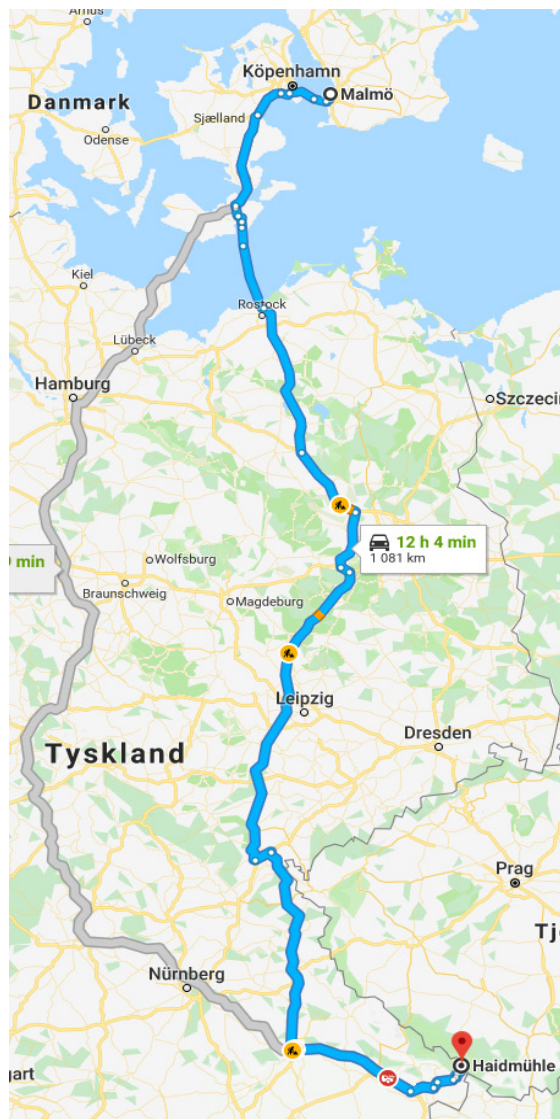 Århus
Köpenhamn
Malmö
Danmark
Sjælland
Odense
Kiel
Rostock
Lübeck
Hamburg
Szczecin
12 h 4 min
1 081 km
min
Wolfsburg
Braunschweig
Magdeburg
Leipzig
Dresden
Tyskland
Prag
Tj
Nürnberg
Haidmühle
gart